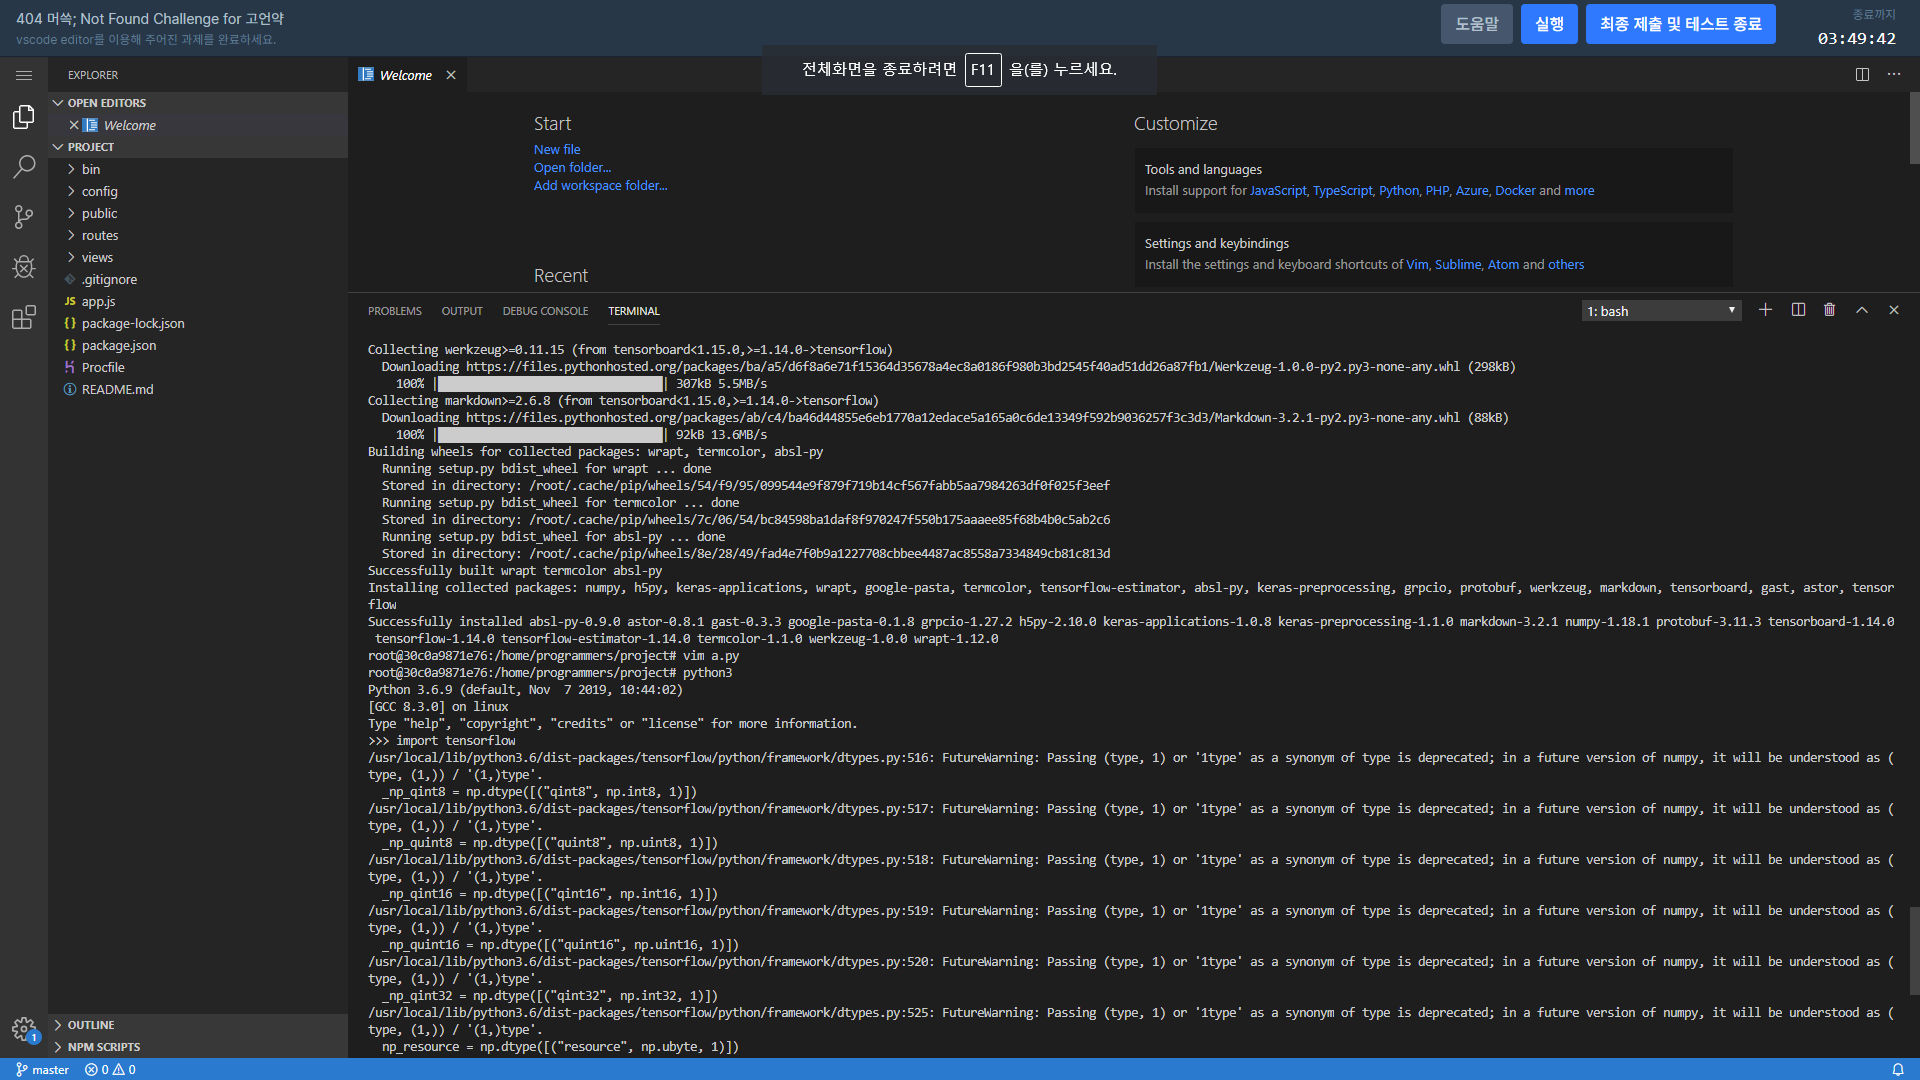 404 머쓱; Not Found Challenge for 고언약
vscode editor를 이용해 주어진 과제를 완료하세요.
도움말
실행
최종 제출 및 테스트 종료
종료까지
03:49:42
전체화면을 종료하려면 F11 을(를) 누르세요.
EXPLORER
OPEN EDITORS
Welcome
PROJECT
bin
config
public
routes
views
.gitignore
JS app.js
{} package-lock.json
{} package.json
Procfile
README.md
OUTLINE
NPM SCRIPTS
1
Welcome
Start
New file
Open folder...
Add workspace folder...
Recent
Customize
Tools and languages
Install support for JavaScript, TypeScript, Python, PHP, Azure, Docker and more
Settings and keybindings
Install the settings and keyboard shortcuts of Vim, Sublime, Atom and others
PROBLEMS OUTPUT DEBUG CONSOLE TERMINAL
1: bash
Collecting werkzeug>=0.11.15 (from tensorboard<1.15.0,>=1.14.0->tensorflow)
Downloading https://files.pythonhosted.org/packages/ba/a5/d6f8a6e71f15364d35678a4ec8a0186f980b3bd2545f40ad51dd26a87fb1/Werkzeug-1.0.0-py2.py3-none-any.whl (298kB)
100% |████████████████████████████████| 307kB 5.5MB/s
Collecting markdown>=2.6.8 (from tensorboard<1.15.0,>=1.14.0->tensorflow)
Downloading https://files.pythonhosted.org/packages/ab/c4/ba46d44855e6eb1770a12edace5a165a0c6de13349f592b9036257f3c3d3/Markdown-3.2.1-py2.py3-none-any.whl (88kB)
100% |████████████████████████████████| 92kB 13.6MB/s
Building wheels for collected packages: wrapt, termcolor, absl-py
Running setup.py bdist_wheel for wrapt ... done
Stored in directory: /root/.cache/pip/wheels/54/f9/95/099544e9f879f719b14cf567fabb5aa7984263df0f025f3eef
Running setup.py bdist_wheel for termcolor ... done
Stored in directory: /root/.cache/pip/wheels/7c/06/54/bc84598ba1daf8f970247f550b175aaaee85f68b4b0c5ab2c6
Running setup.py bdist_wheel for absl-py ... done
Stored in directory: /root/.cache/pip/wheels/8e/28/49/fad4e7f0b9a1227708cbbee4487ac8558a7334849cb81c813d
Successfully built wrapt termcolor absl-py
Installing collected packages: numpy, h5py, keras-applications, wrapt, google-pasta, termcolor, tensorflow-estimator, absl-py, keras-preprocessing, grpcio, protobuf, werkzeug, markdown, tensorboard, gast, astor, tensor
flow
Successfully installed absl-py-0.9.0 astor-0.8.1 gast-0.3.3 google-pasta-0.1.8 grpcio-1.27.2 h5py-2.10.0 keras-applications-1.0.8 keras-preprocessing-1.1.0 markdown-3.2.1 numpy-1.18.1 protobuf-3.11.3 tensorboard-1.14.0
tensorflow-1.14.0 tensorflow-estimator-1.14.0 termcolor-1.1.0 werkzeug-1.0.0 wrapt-1.12.0
root@30c0a9871e76:/home/programmers/project# vim a.py
root@30c0a9871e76:/home/programmers/project# python3
Python 3.6.9 (default, Nov  7 2019, 10:44:02)
[GCC 8.3.0] on linux
Type "help", "copyright", "credits" or "license" for more information.
>>> import tensorflow
/usr/local/lib/python3.6/dist-packages/tensorflow/python/framework/dtypes.py:516: FutureWarning: Passing (type, 1) or '1type' as a synonym of type is deprecated; in a future version of numpy, it will be understood as (
type, (1,)) / '(1,)type'.
_np_qint8 = np.dtype([("qint8", np.int8, 1)])
/usr/local/lib/python3.6/dist-packages/tensorflow/python/framework/dtypes.py:517: FutureWarning: Passing (type, 1) or '1type' as a synonym of type is deprecated; in a future version of numpy, it will be understood as (
type, (1,)) / '(1,)type'.
_np_quint8 = np.dtype([("quint8", np.uint8, 1)])
/usr/local/lib/python3.6/dist-packages/tensorflow/python/framework/dtypes.py:518: FutureWarning: Passing (type, 1) or '1type' as a synonym of type is deprecated; in a future version of numpy, it will be understood as (
type, (1,)) / '(1,)type'.
_np_qint16 = np.dtype([("qint16", np.int16, 1)])
/usr/local/lib/python3.6/dist-packages/tensorflow/python/framework/dtypes.py:519: FutureWarning: Passing (type, 1) or '1type' as a synonym of type is deprecated; in a future version of numpy, it will be understood as (
type, (1,)) / '(1,)type'.
_np_quint16 = np.dtype([("quint16", np.uint16, 1)])
/usr/local/lib/python3.6/dist-packages/tensorflow/python/framework/dtypes.py:520: FutureWarning: Passing (type, 1) or '1type' as a synonym of type is deprecated; in a future version of numpy, it will be understood as (
type, (1,)) / '(1,)type'.
_np_qint32 = np.dtype([("qint32", np.int32, 1)])
/usr/local/lib/python3.6/dist-packages/tensorflow/python/framework/dtypes.py:525: FutureWarning: Passing (type, 1) or '1type' as a synonym of type is deprecated; in a future version of numpy, it will be understood as (
type, (1,)) / '(1,)type'.
np_resource = np.dtype([("resource", np.ubyte, 1)])
master 0 0